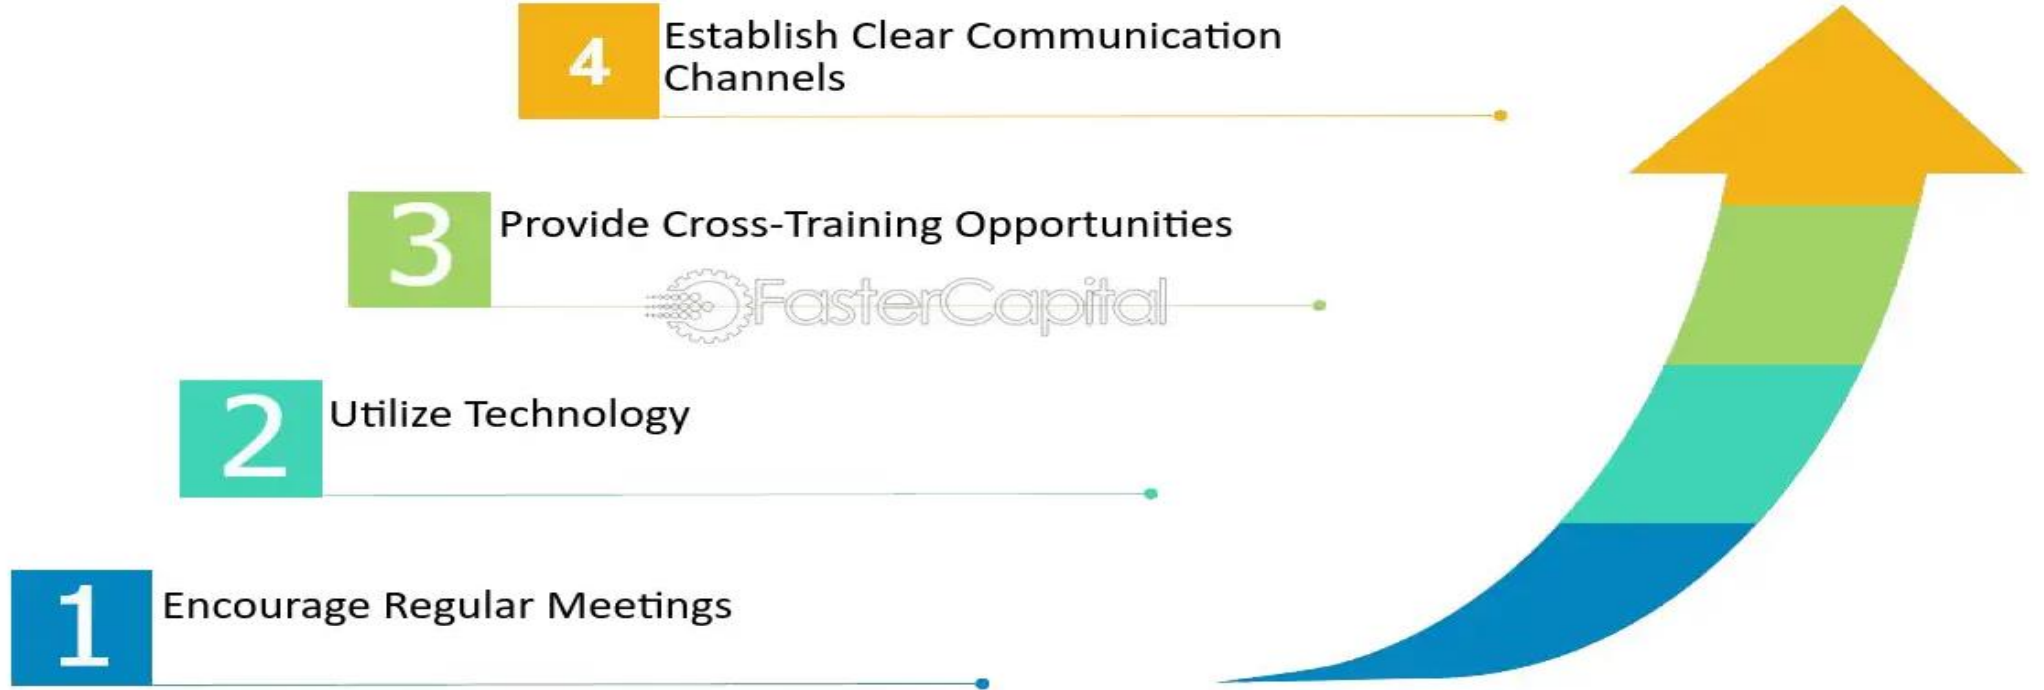 4
Establish Clear Communication
Channels
3
Provide Cross-Training Opportunities
FasterCapital
2
Utilize Technology
1
Encourage Regular Meetings